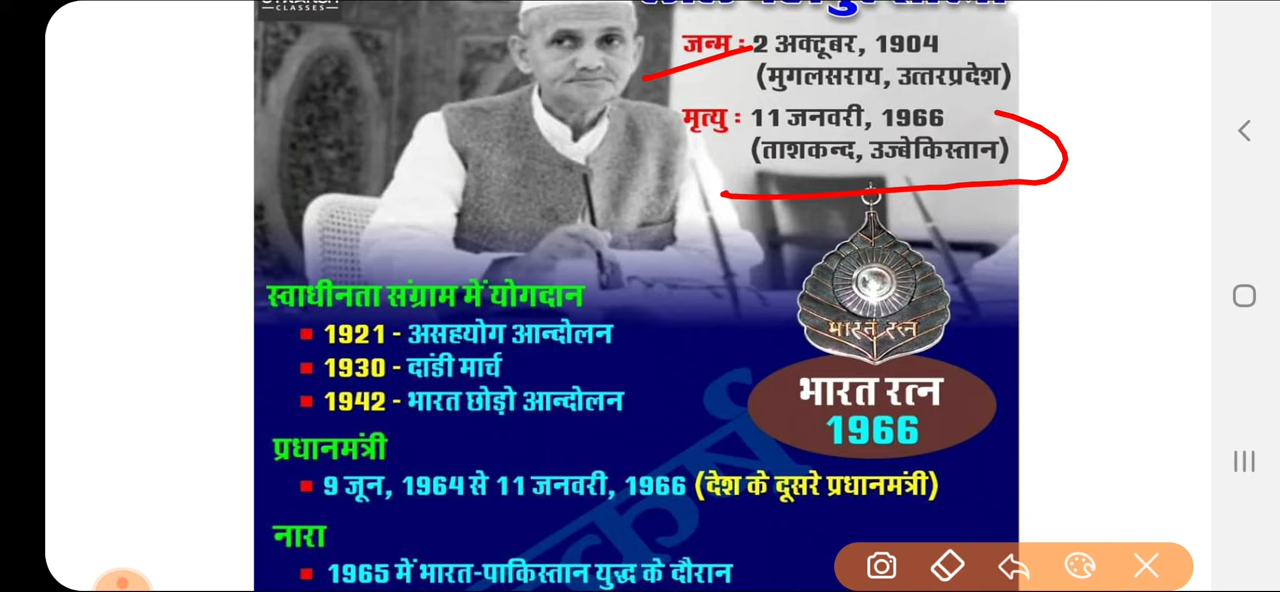 CLASSES
जन्म : 2 अक्टूबर, 1904
(मुगलसराय, उत्तरप्रदेश)
मृत्यु : 11 जनवरी, 1966
(ताशकन्द, उज्बेकिस्तान)
स्वाधीनता संग्राम में योगदान
1921 - असहयोग आन्दोलन
1930 - दांडी मार्च
1942 - भारत छोड़ो आन्दोलन
भारत रत्न
भारत रत्न
1966
प्रधानमंत्री
9 जून, 1964 से 11 जनवरी, 1966 (देश के दूसरे प्रधानमंत्री)
नारा
1965 में भारत-पाकिस्तान युद्ध के दौरान